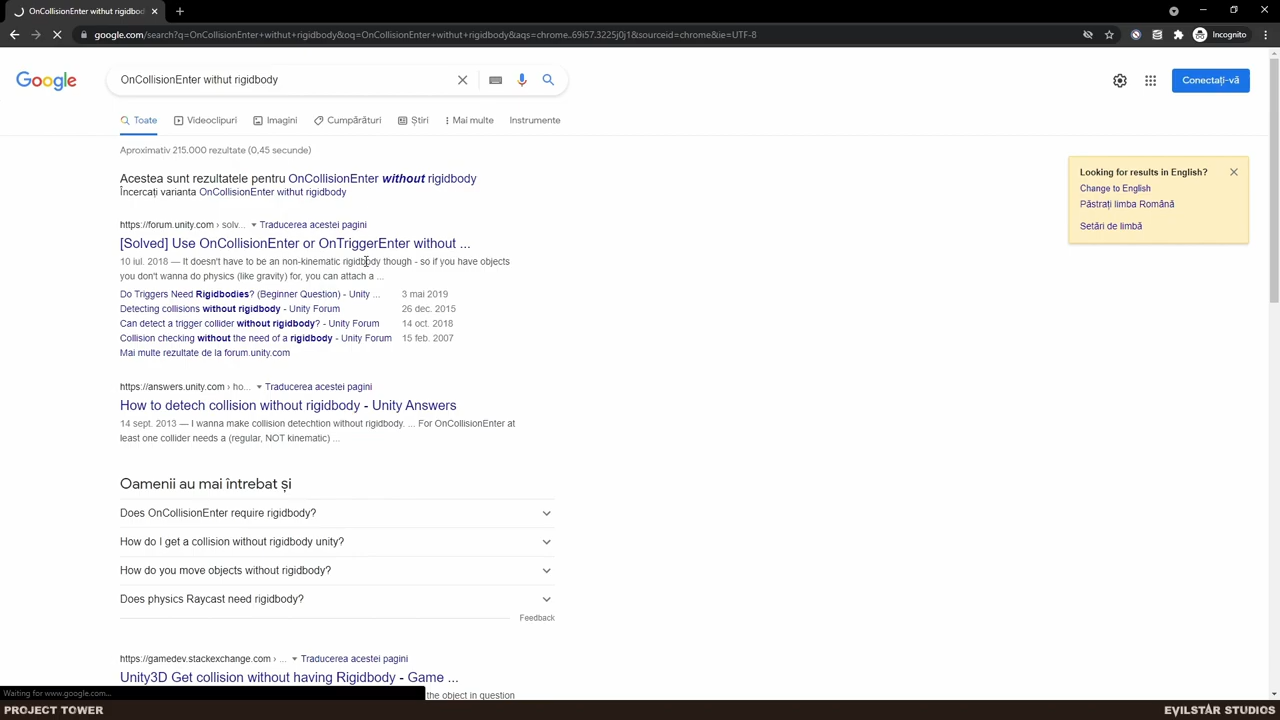 OnCollisionEnter without rigidbod
Incognito
google.com/search?q=OnCollisionEnter+withut+rigidbody&oq=OnCollisionEnter+withut+rigidbody&aqs=chrome..69i57.3225j0j1&sourceid=chrome&ie=UTF-8
Google
OnCollisionEnter withut rigidbody
Conectați-vă
Toate
Videoclipuri
Imagini
Cumpărături
Știri
Mai multe
Instrumente
Aproximativ 215.000 rezultate (0,45 secunde)
Acestea sunt rezultatele pentru OnCollisionEnter without rigidbody
Încercați varianta OnCollisionEnter withut rigidbody
Looking for results in English?
Change to English
Păstrați limba Română
Setări de limbă
https://forum.unity.com › solv... Traducerea acestei pagini
[Solved] Use OnCollisionEnter or OnTriggerEnter without ...
10 iul. 2018 — It doesn't have to be an non-kinematic rigidbody though - so if you have objects
you don't wanna do physics (like gravity) for, you can attach a ...
Do Triggers Need Rigidbodies? (Beginner Question) - Unity ... 3 mai 2019
Detecting collisions without rigidbody - Unity Forum 26 dec. 2015
Can detect a trigger collider without rigidbody? - Unity Forum 14 oct. 2018
Collision checking without the need of a rigidbody - Unity Forum 15 feb. 2007
Mai multe rezultate de la forum.unity.com
https://answers.unity.com › ho... Traducerea acestei pagini
How to detech collision without rigidbody - Unity Answers
14 sept. 2013 — I wanna make collision detechtion without rigidbody. ... For OnCollisionEnter at
least one collider needs a (regular, NOT kinematic) ...
Oamenii au mai întrebat și
Does OnCollisionEnter require rigidbody?
How do I get a collision without rigidbody unity?
How do you move objects without rigidbody?
Does physics Raycast need rigidbody?
Feedback
https://gamedev.stackexchange.com › ... Traducerea acestei pagini
Unity3D Get collision without having Rigidbody - Game ...
the object in question
Waiting for www.google.com...
PROJECT TOWER
EVILSTAR STUDIOS